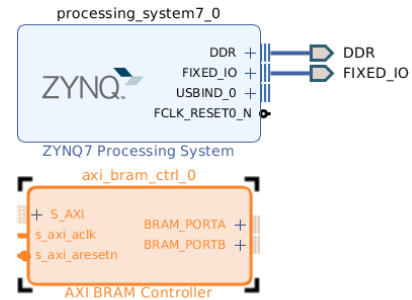 processing_system7_0
DDR
FIXED_IO
USBIND_0
FCLK_RESET0_N
ZYNQ
DDR
FIXED_IO
ZYNQ7 Processing System
axi_bram_ctrl_0
S_AXI
s_axi_aclk
s_axi_aresetn
BRAM_PORTA
BRAM_PORTB
AXI BRAM Controller